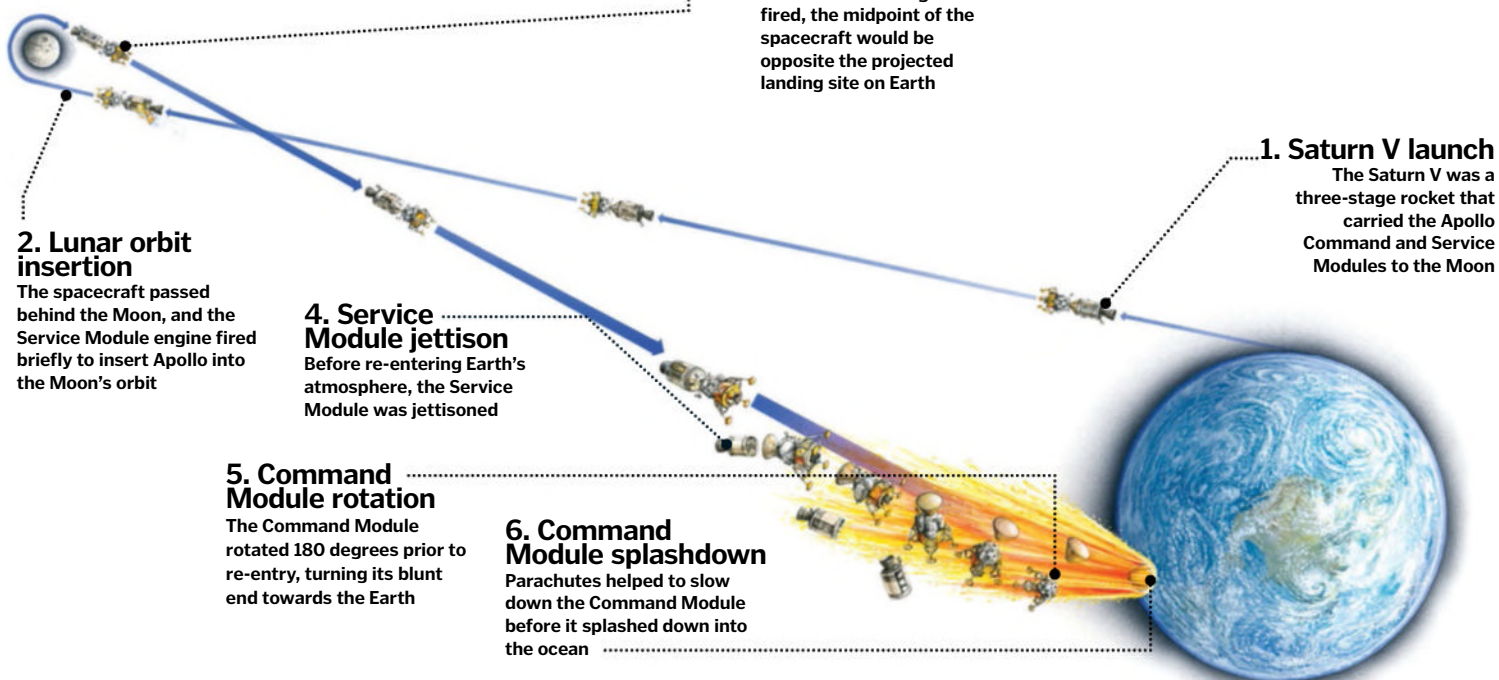 fired, the midpoint of the
spacecraft would be
opposite the projected
landing site on Earth
1. Saturn V launch
The Saturn V was a
three-stage rocket that
carried the Apollo
Command and Service
Modules to the Moon
2. Lunar orbit
insertion
The spacecraft passed
behind the Moon, and the
Service Module engine fired
briefly to insert Apollo into
the Moon’s orbit
4. Service
Module jettison
Before re-entering Earth’s
atmosphere, the Service
Module was jettisoned
5. Command
Module rotation
The Command Module
rotated 180 degrees prior to
re-entry, turning its blunt
end towards the Earth
6. Command
Module splashdown
Parachutes helped to slow
down the Command Module
before it splashed down into
the ocean